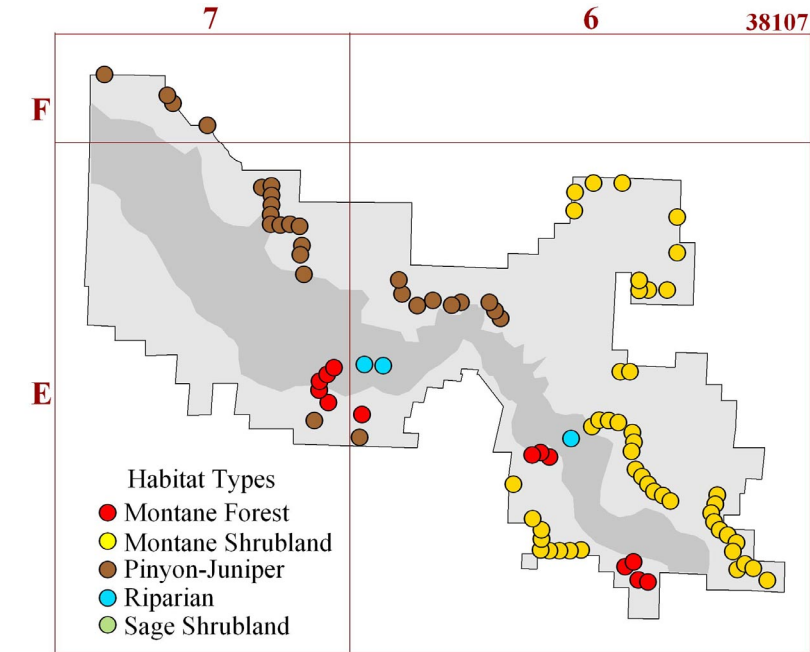 7 6 38107
F
E
Habitat Types
Montane Forest
Montane Shrubland
Pinyon-Juniper
Riparian
Sage Shrubland